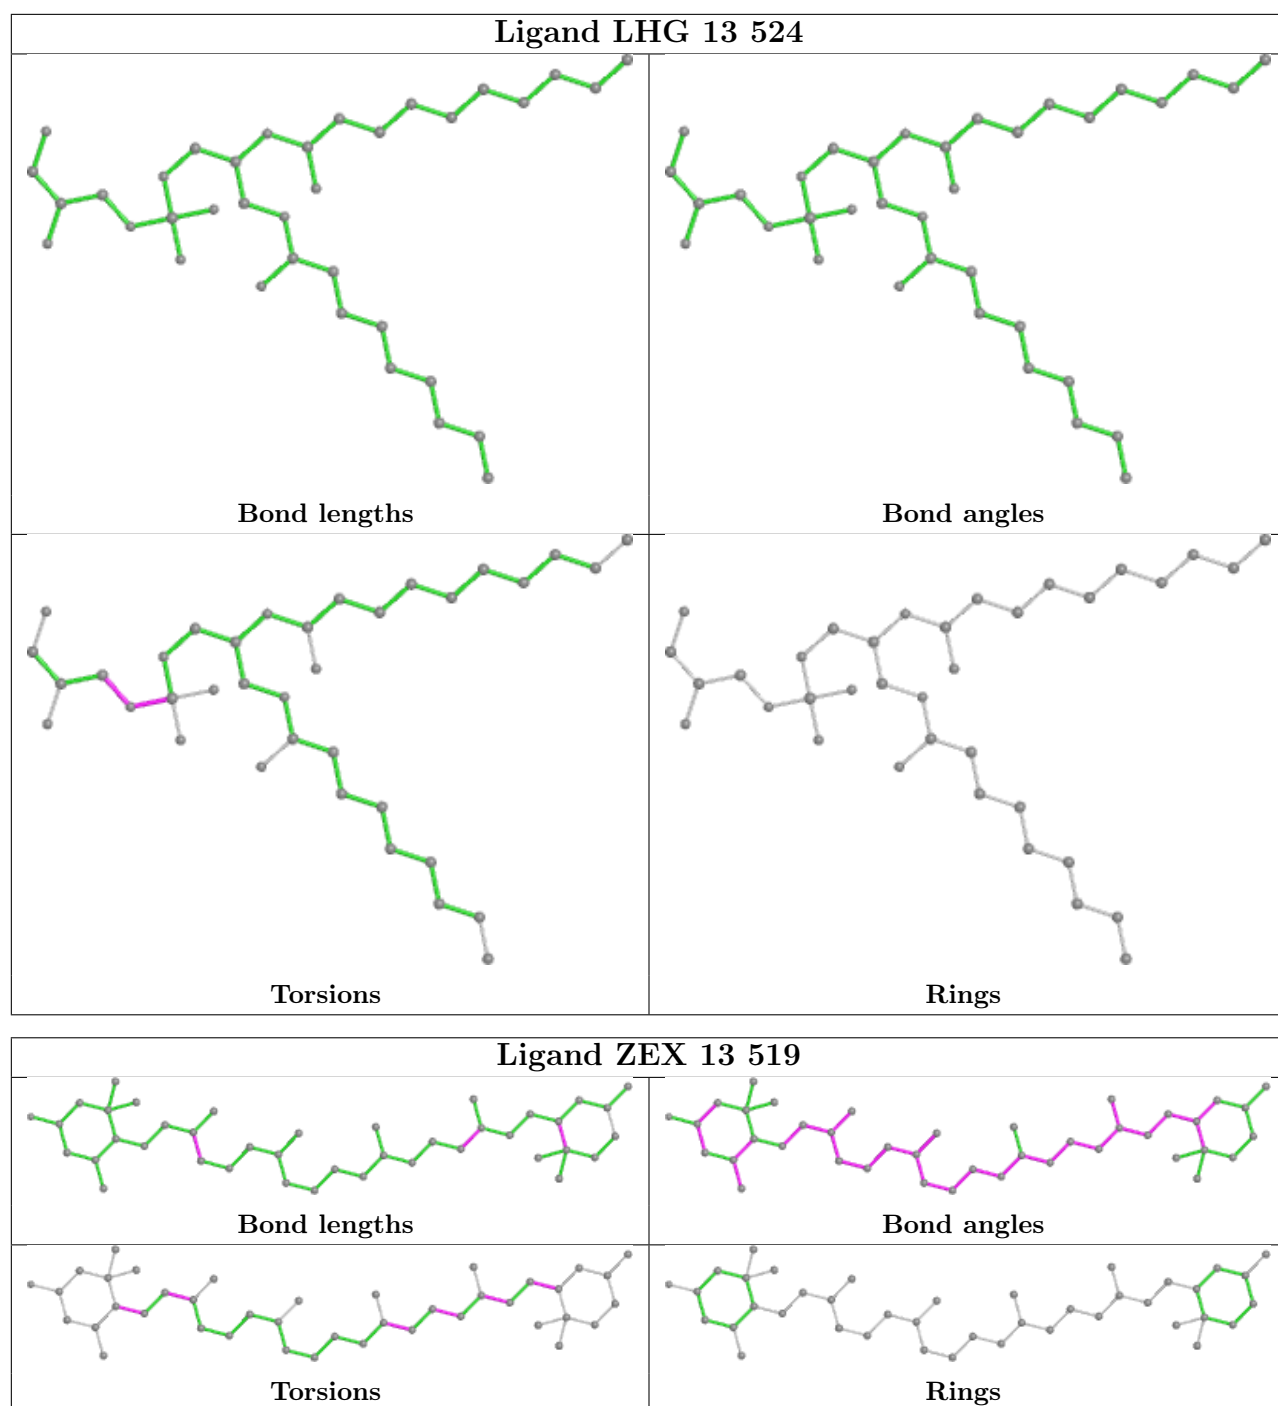 Ligand LHG 13 524
Bond lengths
Bond angles
Torsions
Rings
Ligand ZEX 13 519
Bond lengths
Bond angles
Torsions
Rings